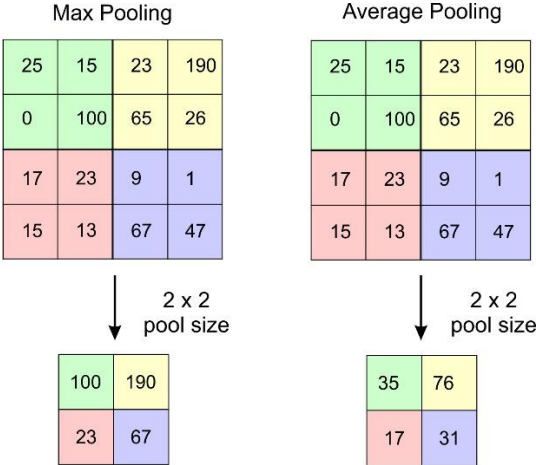 Max Pooling
25 15 23 190
0 100 65 26
17 23 9 1
15 13 67 47
2 x 2
pool size
100 190
23 67
Average Pooling
25 15 23 190
0 100 65 26
17 23 9 1
15 13 67 47
2 x 2
pool size
35 76
17 31